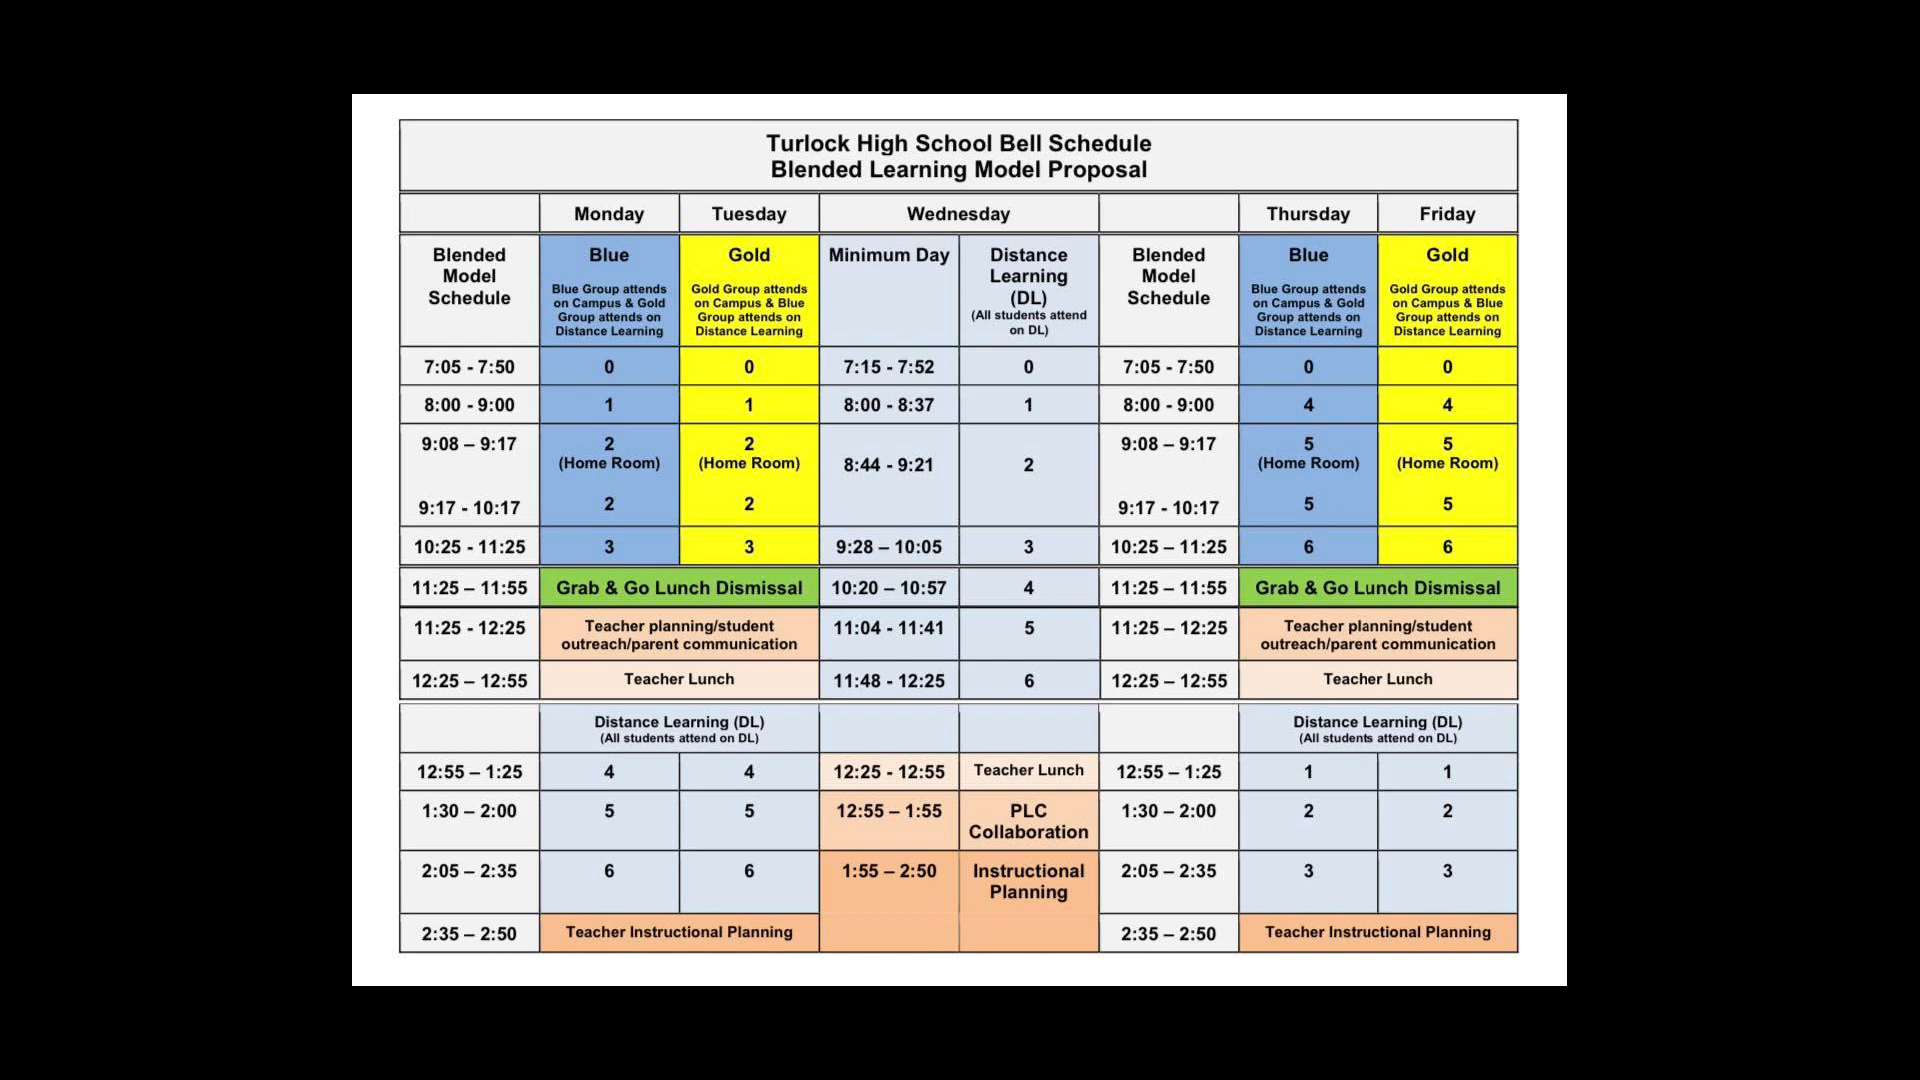 Turlock High School Bell Schedule
Blended Learning Model Proposal
Monday Tuesday Wednesday Thursday Friday
Blended
Model
Schedule
Blue
Blue Group attends
on Campus & Gold
Group attends on
Distance Learning
Gold
Gold Group attends
on Campus & Blue
Group attends on
Distance Learning
Minimum Day
Distance
Learning
(DL)
(All students attend
on DL)
Blended
Model
Schedule
Blue
Blue Group attends
on Campus & Gold
Group attends on
Distance Learning
Gold
Gold Group attends
on Campus & Blue
Group attends on
Distance Learning
7:05 - 7:50 0 0 7:15 - 7:52 0 7:05 - 7:50 0 0
8:00 - 9:00 1 1 8:00 - 8:37 1 8:00 - 9:00 4 4
9:08 – 9:17 2 2 9:08 – 9:17 5 5
(Home Room) (Home Room) 8:44 - 9:21 2 (Home Room) (Home Room)
9:17 - 10:17 2 2 9:17 - 10:17 5 5
10:25 - 11:25 3 3 9:28 – 10:05 3 10:25 – 11:25 6 6
11:25 – 11:55 Grab & Go Lunch Dismissal 10:20 – 10:57 4 11:25 – 11:55 Grab & Go Lunch Dismissal
11:25 - 12:25 Teacher planning/student 11:04 - 11:41 5 11:25 – 12:25 Teacher planning/student
outreach/parent communication outreach/parent communication
12:25 – 12:55 Teacher Lunch 11:48 - 12:25 6 12:25 – 12:55 Teacher Lunch
Distance Learning (DL) Distance Learning (DL)
(All students attend on DL) (All students attend on DL)
12:55 – 1:25 4 4 12:25 - 12:55 Teacher Lunch 12:55 – 1:25 1 1
1:30 – 2:00 5 5 12:55 – 1:55 PLC 1:30 – 2:00 2 2
Collaboration
2:05 – 2:35 6 6 1:55 – 2:50 Instructional 2:05 – 2:35 3 3
Planning
2:35 – 2:50 Teacher Instructional Planning 2:35 – 2:50 Teacher Instructional Planning